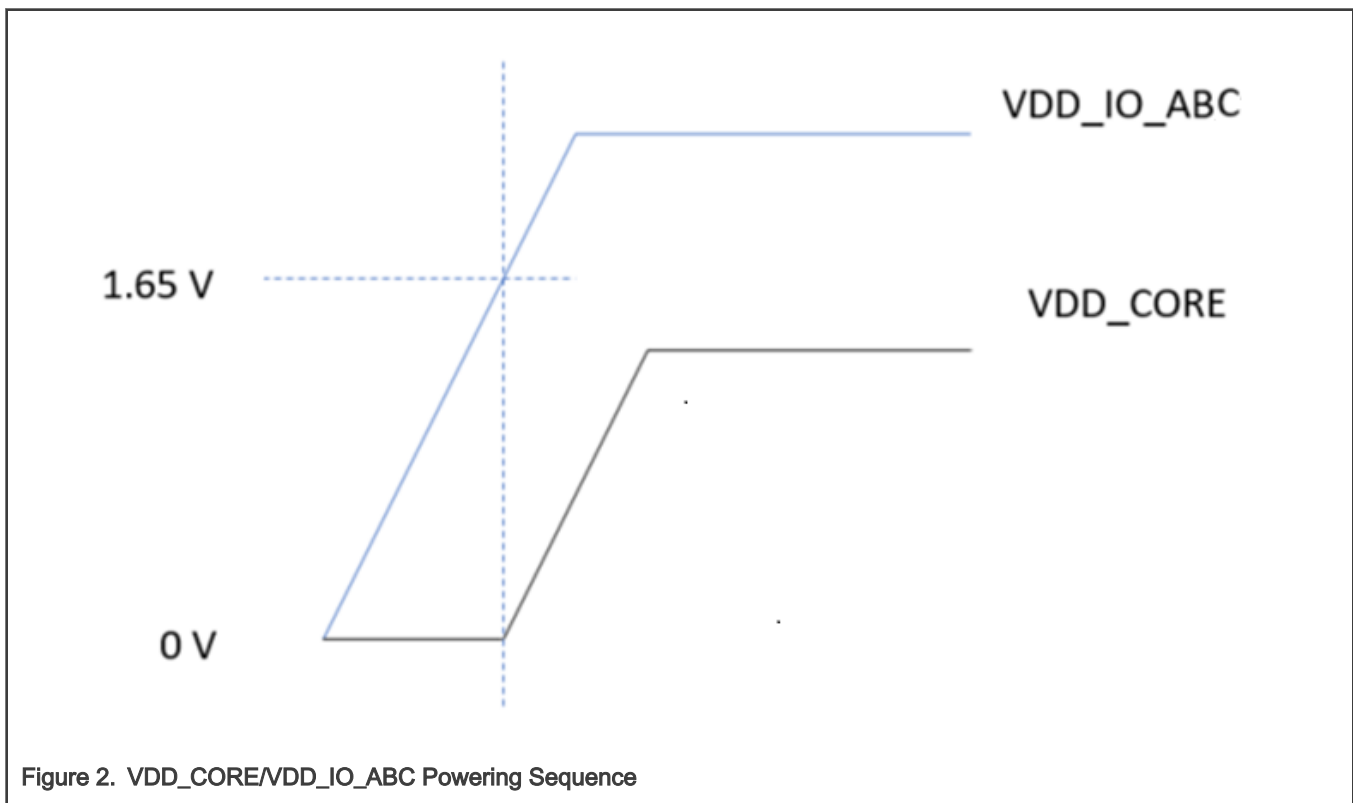 VDD_IO_ABC
1.65 V
VDD_CORE
0 V
Figure 2. VDD_CORE/VDD_IO_ABC Powering Sequence